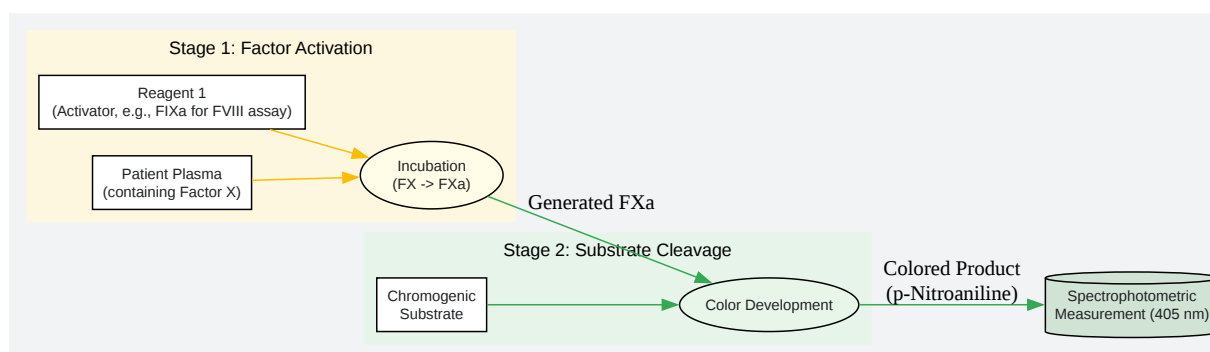 Stage 1: Factor Activation
Reagent 1
(Activator, e.g., FIXa for FVIII assay)
Patient Plasma
(containing Factor X)
Incubation
(FX -> FXa)
Generated FXa
Stage 2: Substrate Cleavage
Chromogenic
Substrate
Color Development
Colored Product
(p-Nitroaniline)
Spectrophotometric
Measurement (405 nm)